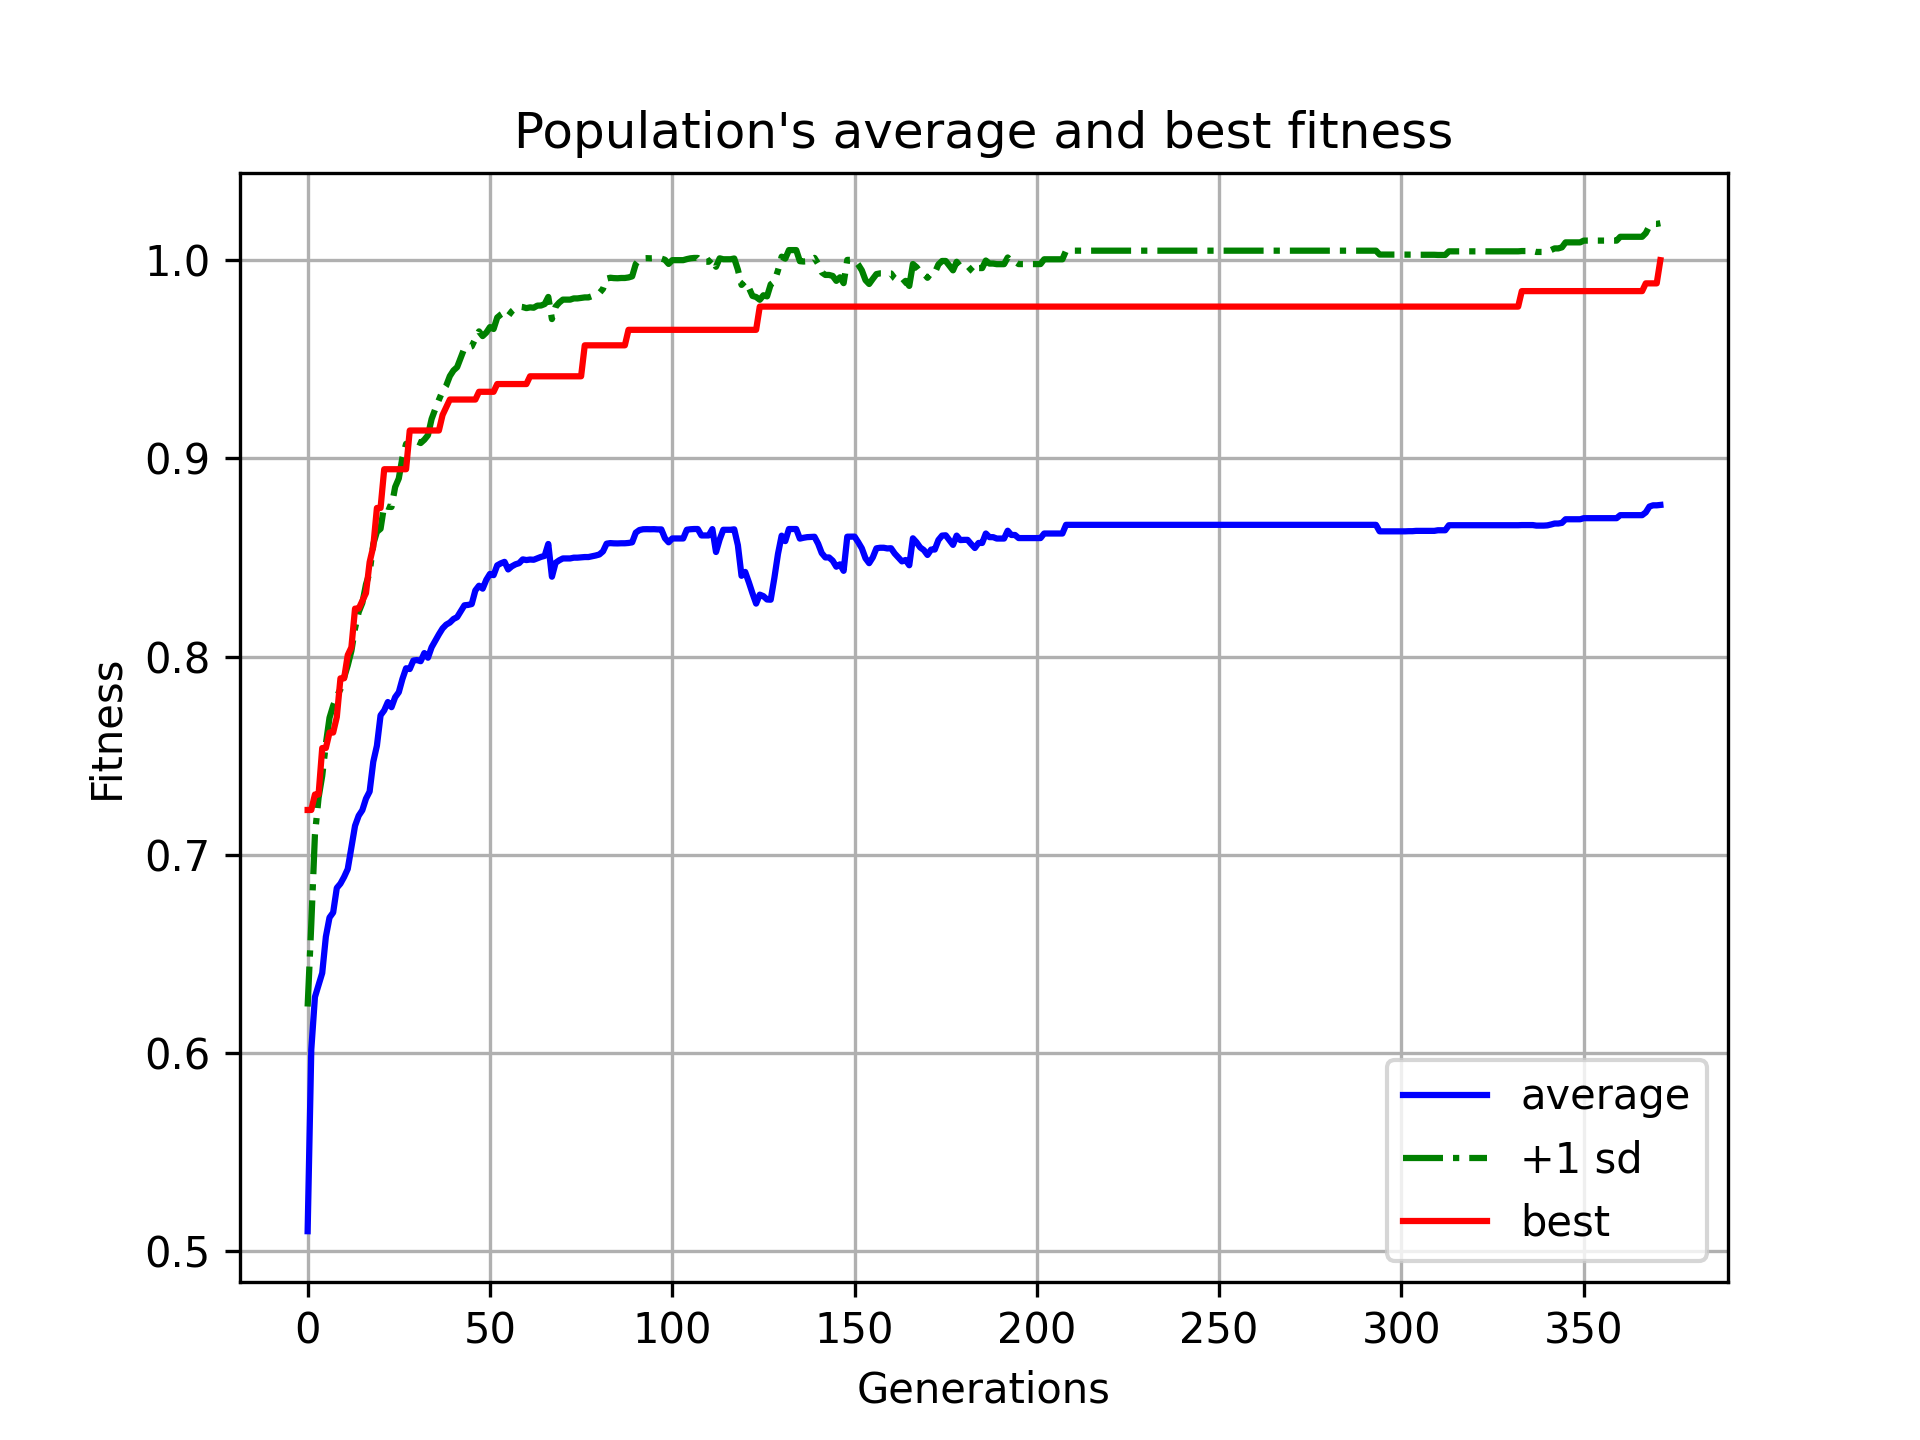 Population's average and best fitness
1.0
0.9
0.8
0.7
0.6
0.5
Fitness
0 50 100 150 200 250 300 350
Generations
average
+1 sd
best